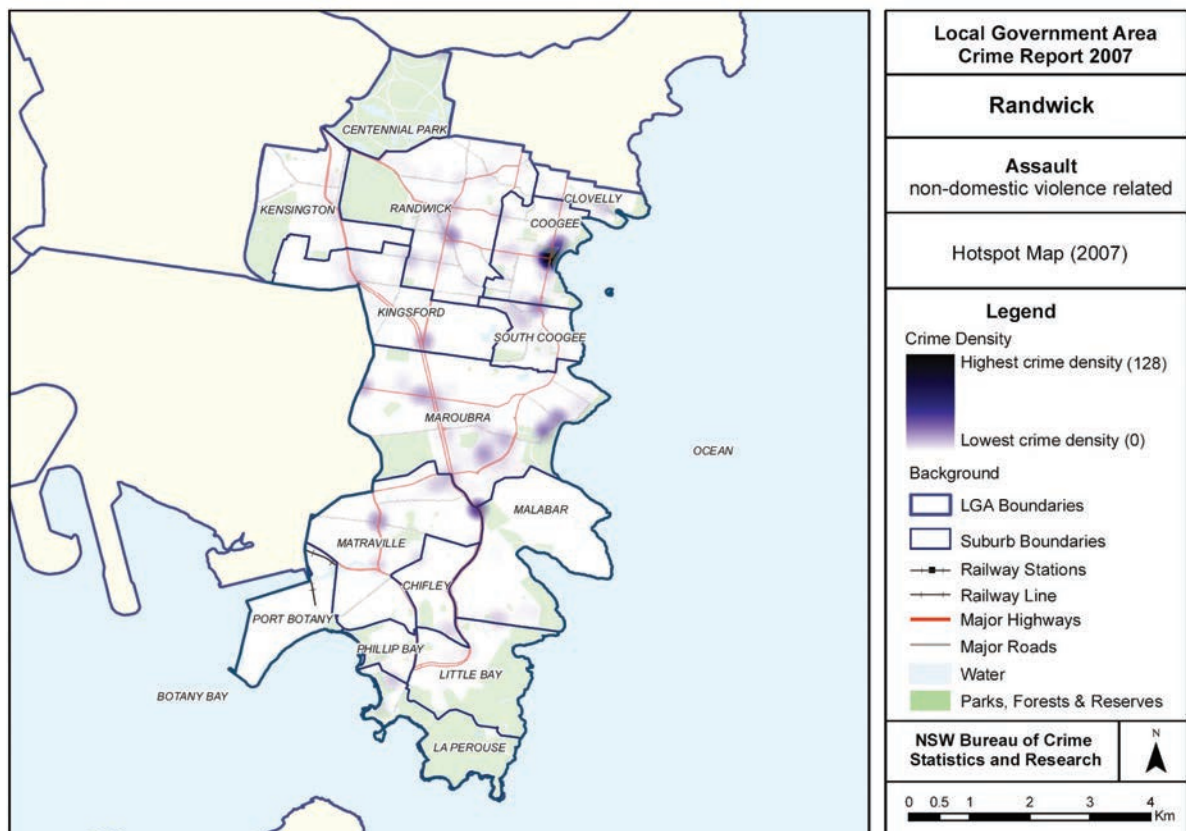 CENTENNIAL PARK
CLOVELLY
KENSINGTON
RANDWICK
COOGEE
KINGSFORD
SOUTH COOGEE
MAROUBRA
OCEAN
MALABAR
MATRAVILLE
CHIFLEY
PORT BOTANY
PHILLIP BAY
LITTLE BAY
BOTANY BAY
LA PEROUSE
Local Government Area
Crime Report 2007
Randwick
Assault
non-domestic violence related
Hotspot Map (2007)
Legend
Crime Density
Highest crime density (128)
Lowest crime density (0)
Background
LGA Boundaries
Suburb Boundaries
Railway Stations
Railway Line
Major Highways
Major Roads
Water
Parks, Forests & Reserves
NSW Bureau of Crime
Statistics and Research
N
0 0.5 1 2 3 4
Km